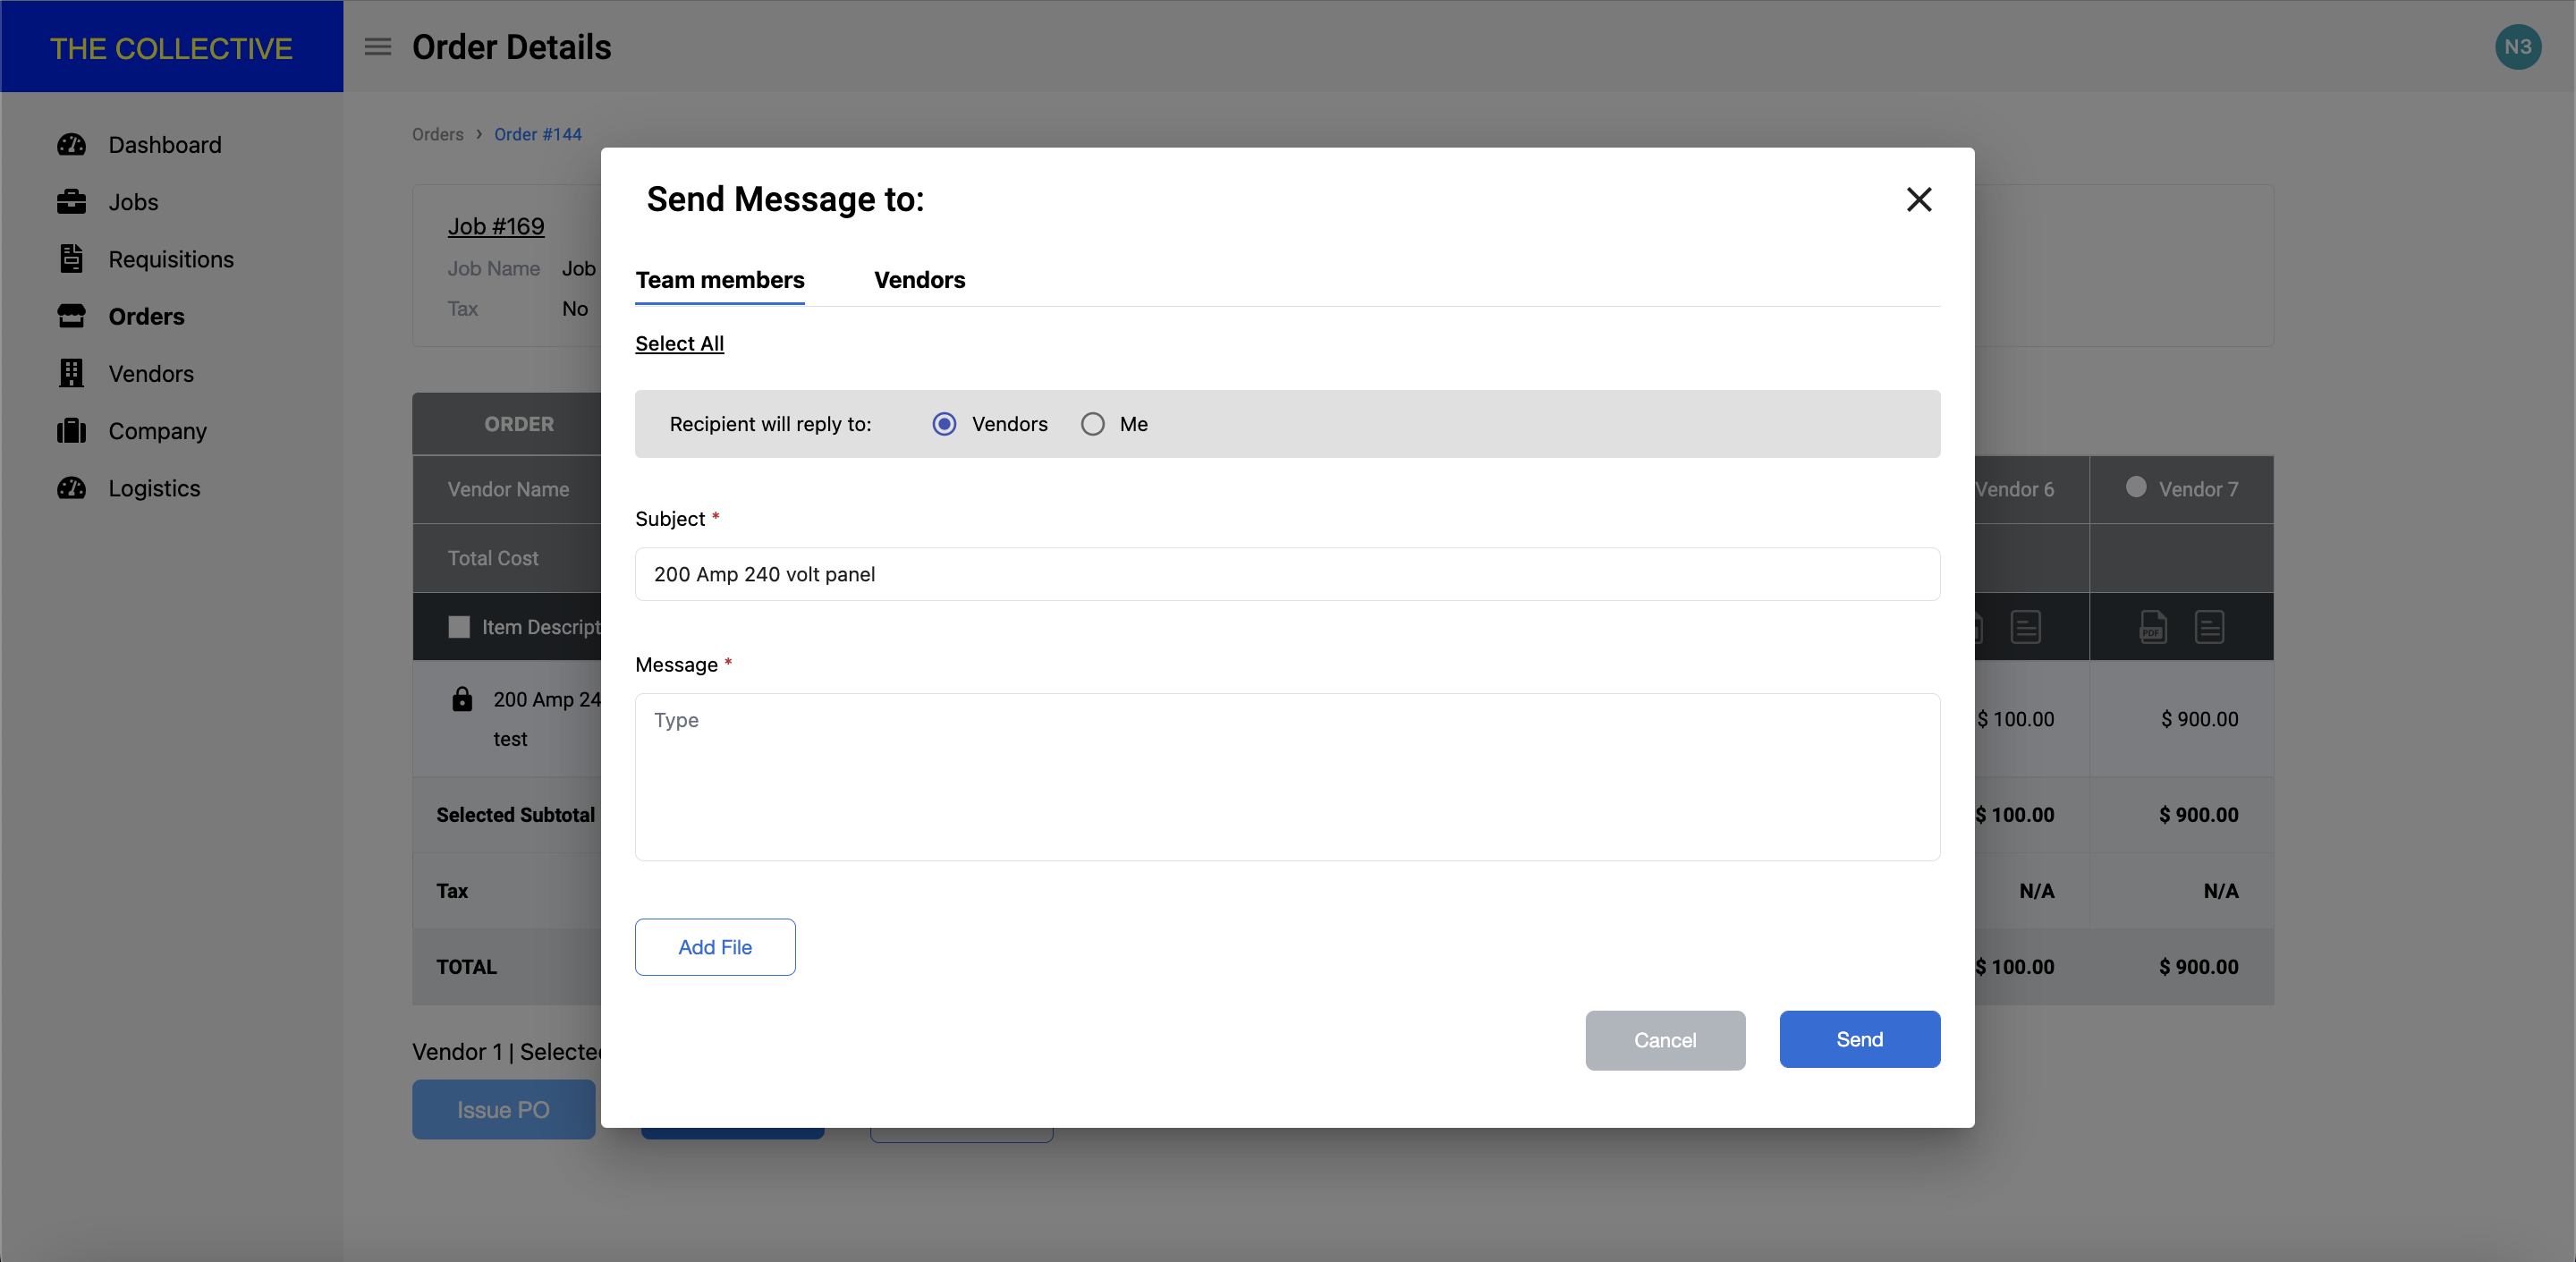 THE COLLECTIVE
Order Details
N3
Dashboard
Jobs
Requisitions
Orders
Vendors
Company
Logistics
Orders › Order #144
Job #169
Job Name Job
Tax No
ORDER
Vendor Name
Vendor 6
Vendor 7
Total Cost
Item Descript
PDF
200 Amp 24
test
$ 100.00
$ 900.00
Selected Subtotal
$ 100.00
$ 900.00
Tax
N/A
N/A
TOTAL
$ 100.00
$ 900.00
Vendor 1 | Selected
Issue PO
Send Message to:
Team members
Vendors
Select All
Recipient will reply to: Vendors Me
Subject *
200 Amp 240 volt panel
Message *
Type
Add File
Cancel
Send